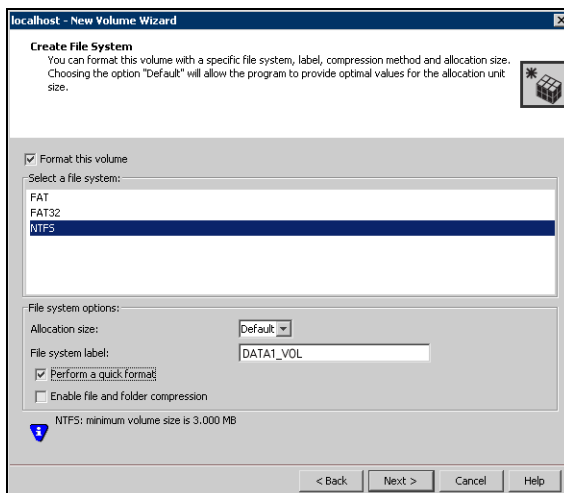 localhost - New Volume Wizard
Create File System
You can format this volume with a specific file system, label, compression method and allocation size.
Choosing the option "Default" will allow the program to provide optimal values for the allocation unit
size.
Format this volume
Select a file system:
FAT
FAT32
NTFS
File system options:
Allocation size:
Default
File system label:
DATA1_VOL
Perform a quick format
Enable file and folder compression
NTFS: minimum volume size is 3.000 MB
< Back
Next >
Cancel
Help